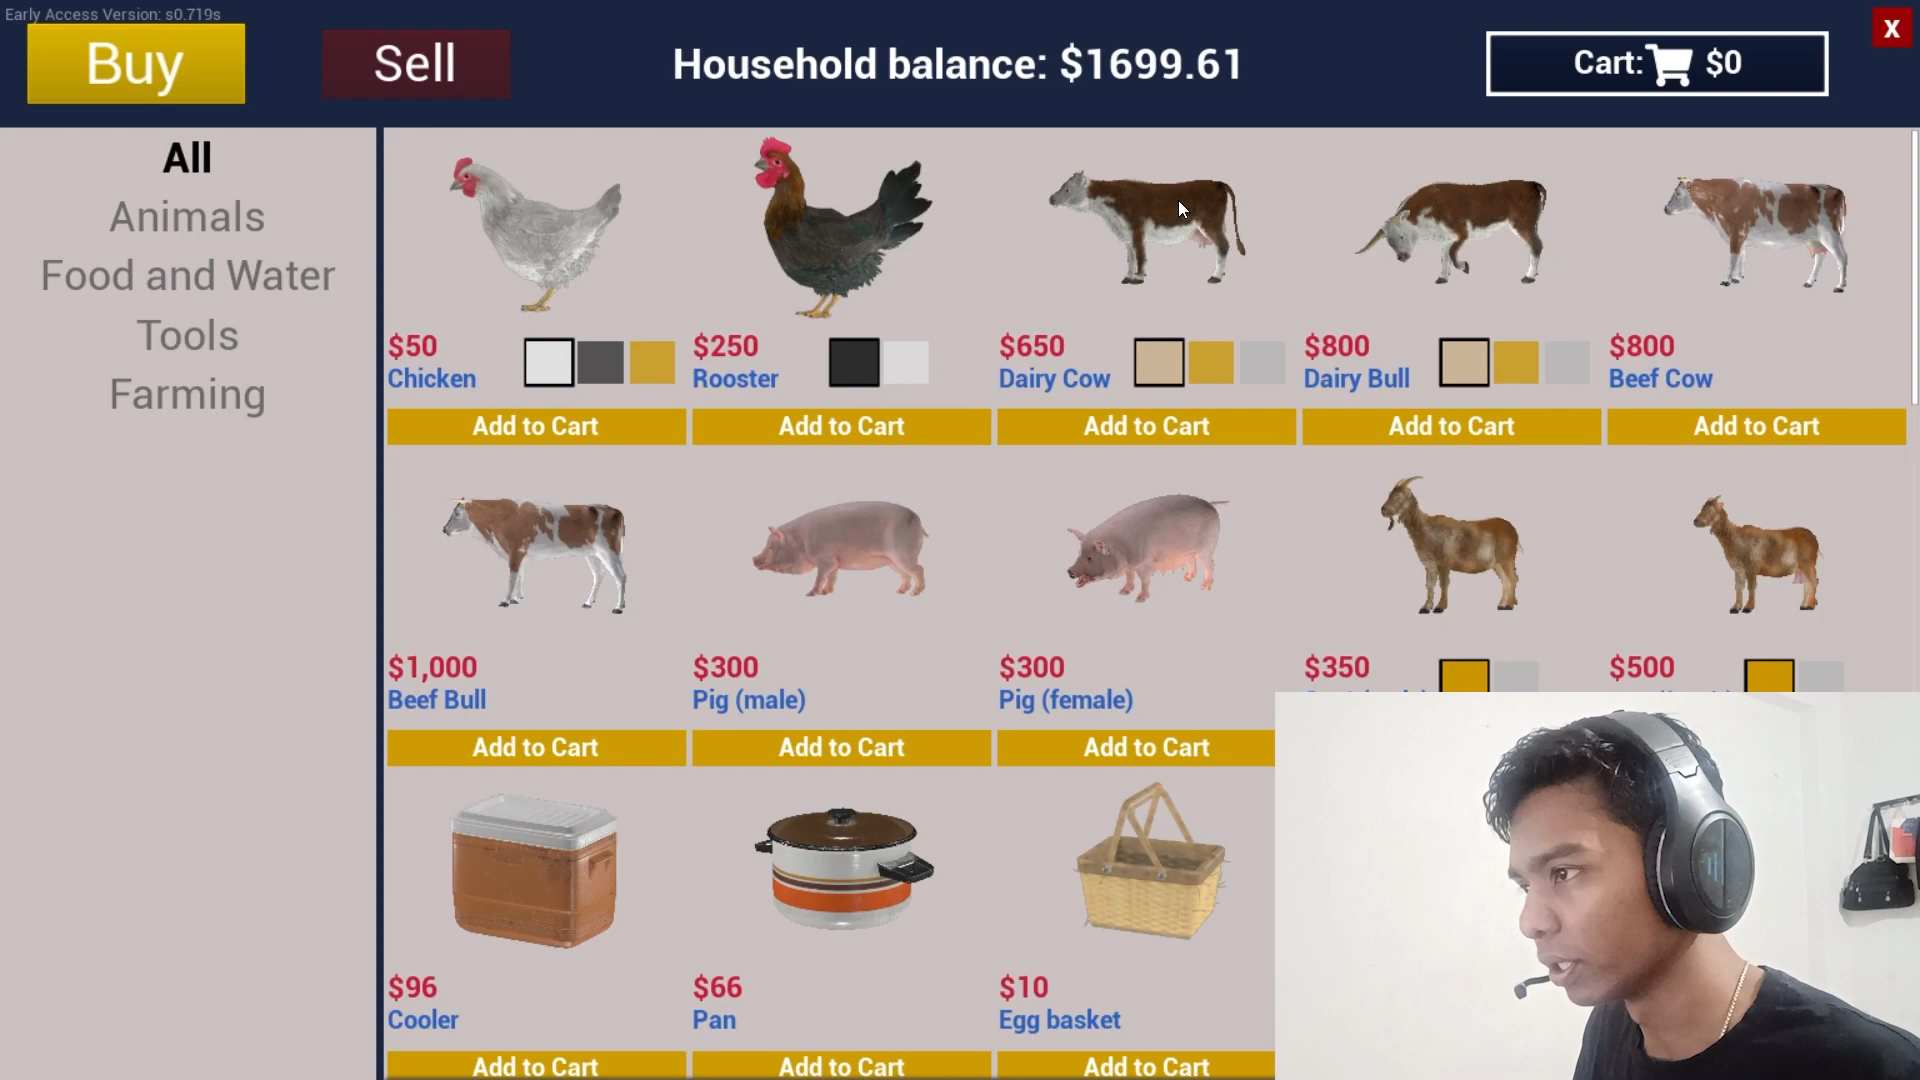 Early Access Version: s0.719s
Buy
Sell
Household balance: $1699.61
Cart: $0
X
All
Animals
Food and Water
Tools
Farming
$50
Chicken
$250
Rooster
$650
Dairy Cow
$800
Dairy Bull
$800
Beef Cow
Add to Cart
Add to Cart
Add to Cart
Add to Cart
Add to Cart
$1,000
Beef Bull
$300
Pig (male)
$300
Pig (female)
$350
$500
Add to Cart
Add to Cart
Add to Cart
$96
Cooler
$66
Pan
$10
Egg basket
Add to Cart
Add to Cart
Add to Cart